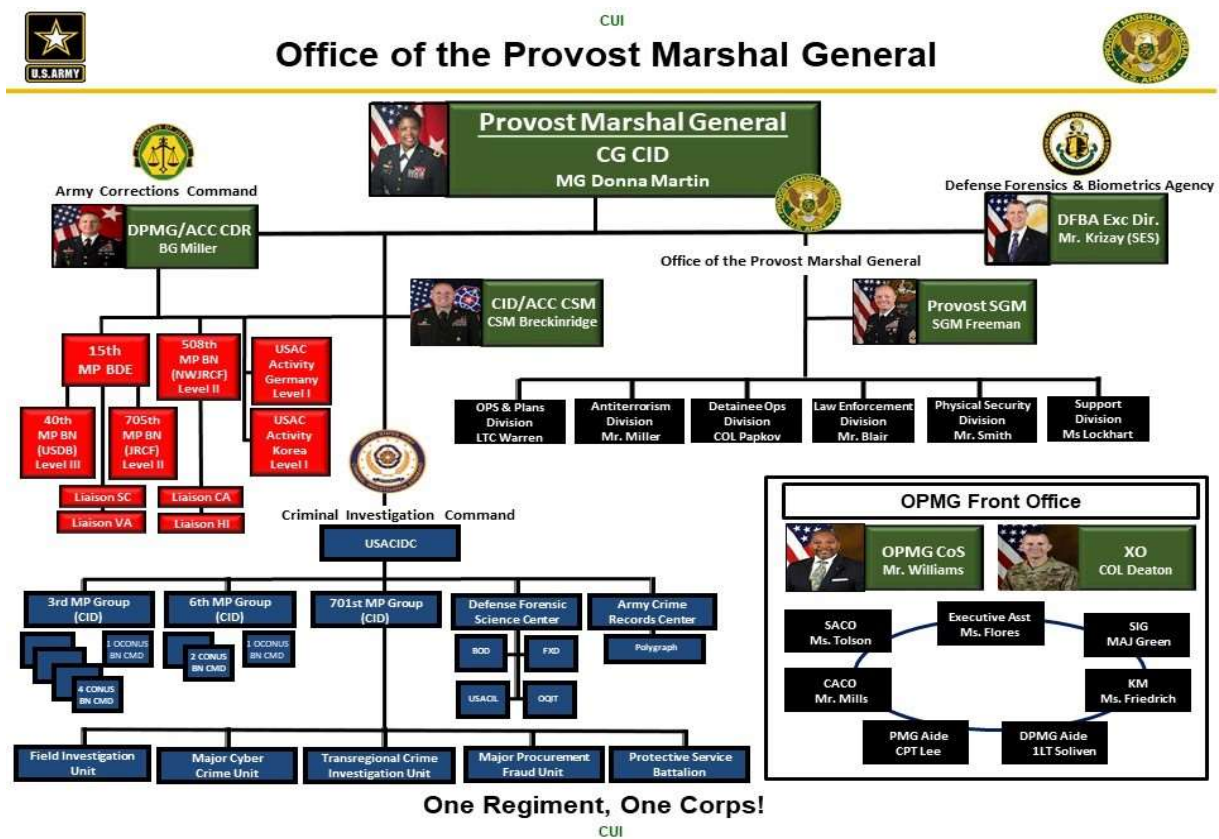 CUI
Office of the Provost Marshal General
U.S.ARMY
PROVOST MARSHAL GENERAL
U.S. ARMY
Provost Marshal General
CG CID
MG Donna Martin
Army Corrections Command
DPMG/ACC CDR
BG Miller
Defense Forensics & Biometrics Agency
DFBA Exc Dir.
Mr. Krizay (SES)
Office of the Provost Marshal General
CID/ACC CSM
CSM Breckinridge
Provost SGM
SGM Freeman
15th
MP BDE
508th
MP BN
(NWJRCF)
Level II
USAC
Activity
Germany
Level I
40th
MP BN
(USDB)
Level III
705th
MP BN
(JRCF)
Level II
USAC
Activity
Korea
Level I
Liaison SC
Liaison VA
Liaison CA
Liaison HI
OPS & Plans
Division
LTC Warren
Antiterrorism
Division
Mr. Miller
Detainee Ops
Division
COL Papkov
Law Enforcement
Division
Mr. Blair
Physical Security
Division
Mr. Smith
Support
Division
Ms Lockhart
Criminal Investigation Command
USACIDC
3rd MP Group
(CID)
6th MP Group
(CID)
701st MP Group
(CID)
Defense Forensic
Science Center
Army Crime
Records Center
1 OCONUS
BN CMD
4 CONUS
BN CMD
2 CONUS
BN CMD
1 OCONUS
BN CMD
BOD
FXD
USACIL
OQIT
Polygraph
Field Investigation
Unit
Major Cyber
Crime Unit
Transregional Crime
Investigation Unit
Major Procurement
Fraud Unit
Protective Service
Battalion
OPMG Front Office
OPMG CoS
Mr. Williams
XO
COL Deaton
SACO
Ms. Tolson
Executive Asst
Ms. Flores
SIG
MAJ Green
CACO
Mr. Mills
KM
Ms. Friedrich
PMG Aide
CPT Lee
DPMG Aide
1LT Soliven
One Regiment, One Corps!
CUI